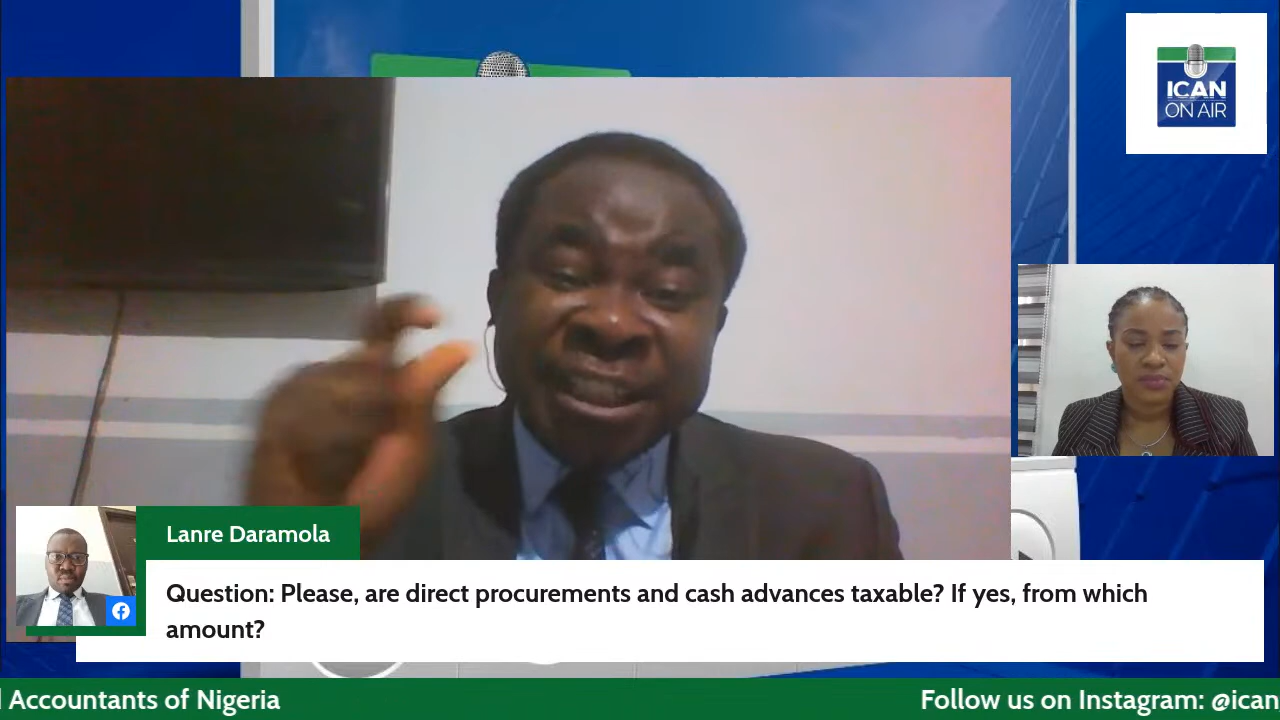 ICAN
ON AIR
Lanre Daramola
Question: Please, are direct procurements and cash advances taxable? If yes, from which
amount?
Accountants of Nigeria
Follow us on Instagram: @ican